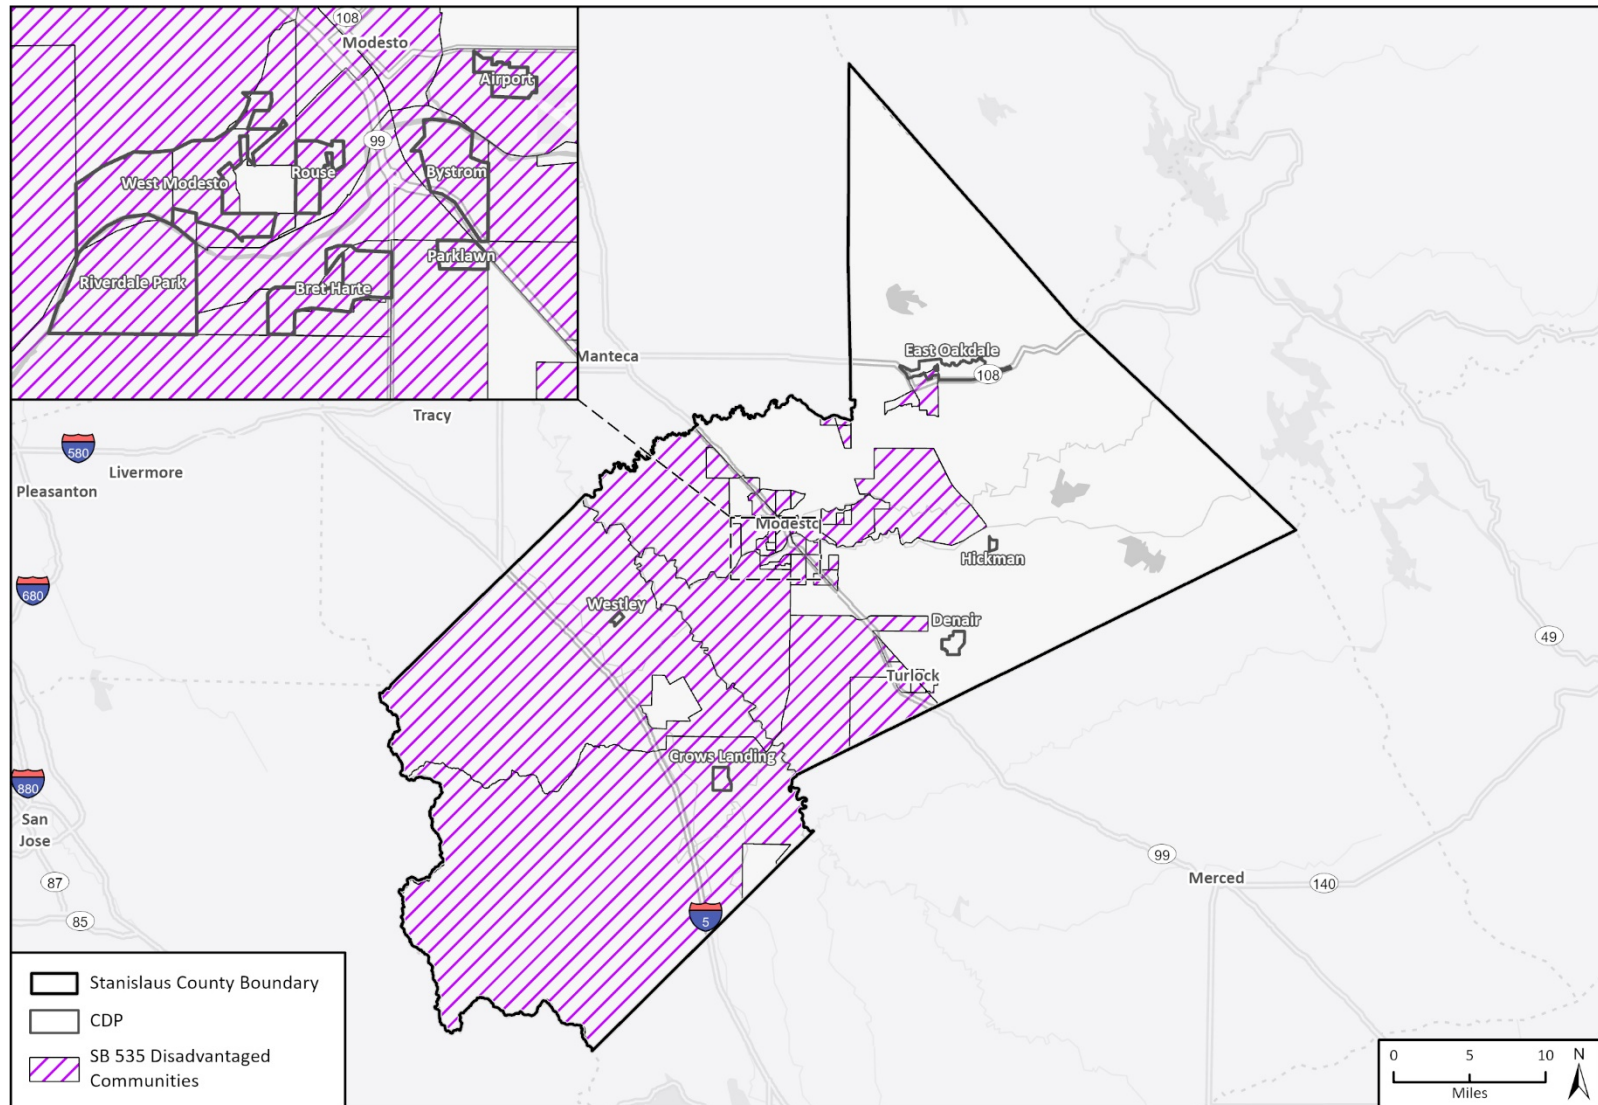 108
Modesto
Airport
99
West Modesto
Rouse
Bystrom
Parklawn
Riverdale Park
Bret Harte
Manteca
East Oakdale
108
Tracy
580
Livermore
Pleasanton
Modesto
Hickman
680
Westley
Denair
49
Turlock
Crows Landing
880
San
Jose
99
Merced
140
87
85
5
Stanislaus County Boundary
CDP
SB 535 Disadvantaged
Communities
0 5 10
Miles
N